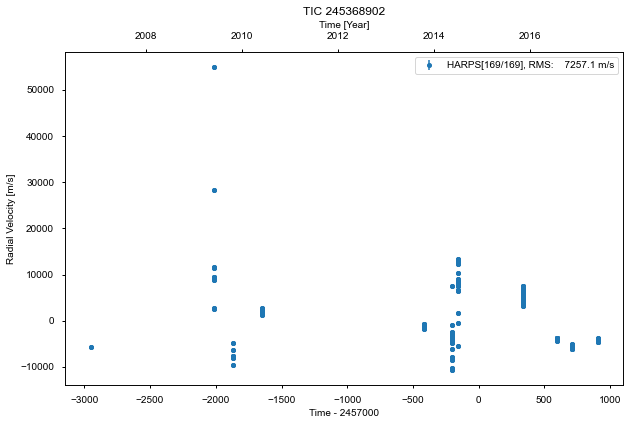 TIC 245368902
Time [Year]
2008 2010 2012 2014 2016
HARPS[169/169], RMS: 7257.1 m/s
50000
40000
30000
20000
10000
0
−10000
Radial Velocity [m/s]
−3000 −2500 −2000 −1500 −1000 −500 0 500 1000
Time - 2457000